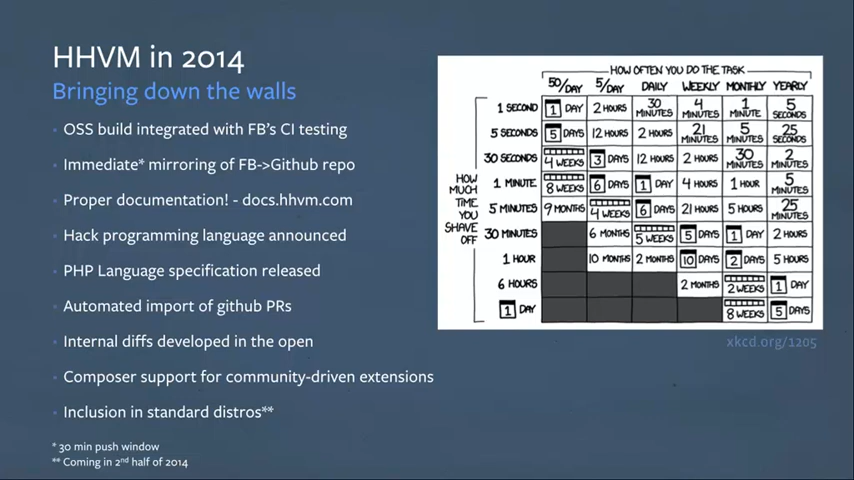 HHVM in 2014
Bringing down the walls
OSS build integrated with FB's CI testing
Immediate* mirroring of FB->Github repo
Proper documentation! - docs.hhvm.com
Hack programming language announced
PHP Language specification released
Automated import of github PRs
Internal diffs developed in the open
Composer support for community-driven extensions
Inclusion in standard distros**
* 30 min push window
** Coming in 2nd half of 2014
HOW OFTEN YOU DO THE TASK
50/DAY 5/DAY DAILY WEEKLY MONTHLY YEARLY
HOW MUCH TIME YOU SHAVE OFF
1 SECOND 1 DAY 2 HOURS 30 MINUTES 4 MINUTES 1 MINUTE 5 SECONDS
5 SECONDS 5 DAYS 12 HOURS 2 HOURS 21 MINUTES 5 MINUTES 25 SECONDS
30 SECONDS 4 WEEKS 3 DAYS 12 HOURS 2 HOURS 30 MINUTES 2 MINUTES
1 MINUTE 8 WEEKS 6 DAYS 1 DAY 4 HOURS 1 HOUR 5 MINUTES
5 MINUTES 9 MONTHS 4 WEEKS 6 DAYS 21 HOURS 5 HOURS 25 MINUTES
30 MINUTES 6 MONTHS 5 WEEKS 5 DAYS 1 DAY 2 HOURS
1 HOUR 10 MONTHS 2 MONTHS 10 DAYS 2 DAYS 5 HOURS
6 HOURS 2 MONTHS 2 WEEKS 1 DAY
1 DAY 8 WEEKS 5 DAYS
xkcd.org/1205